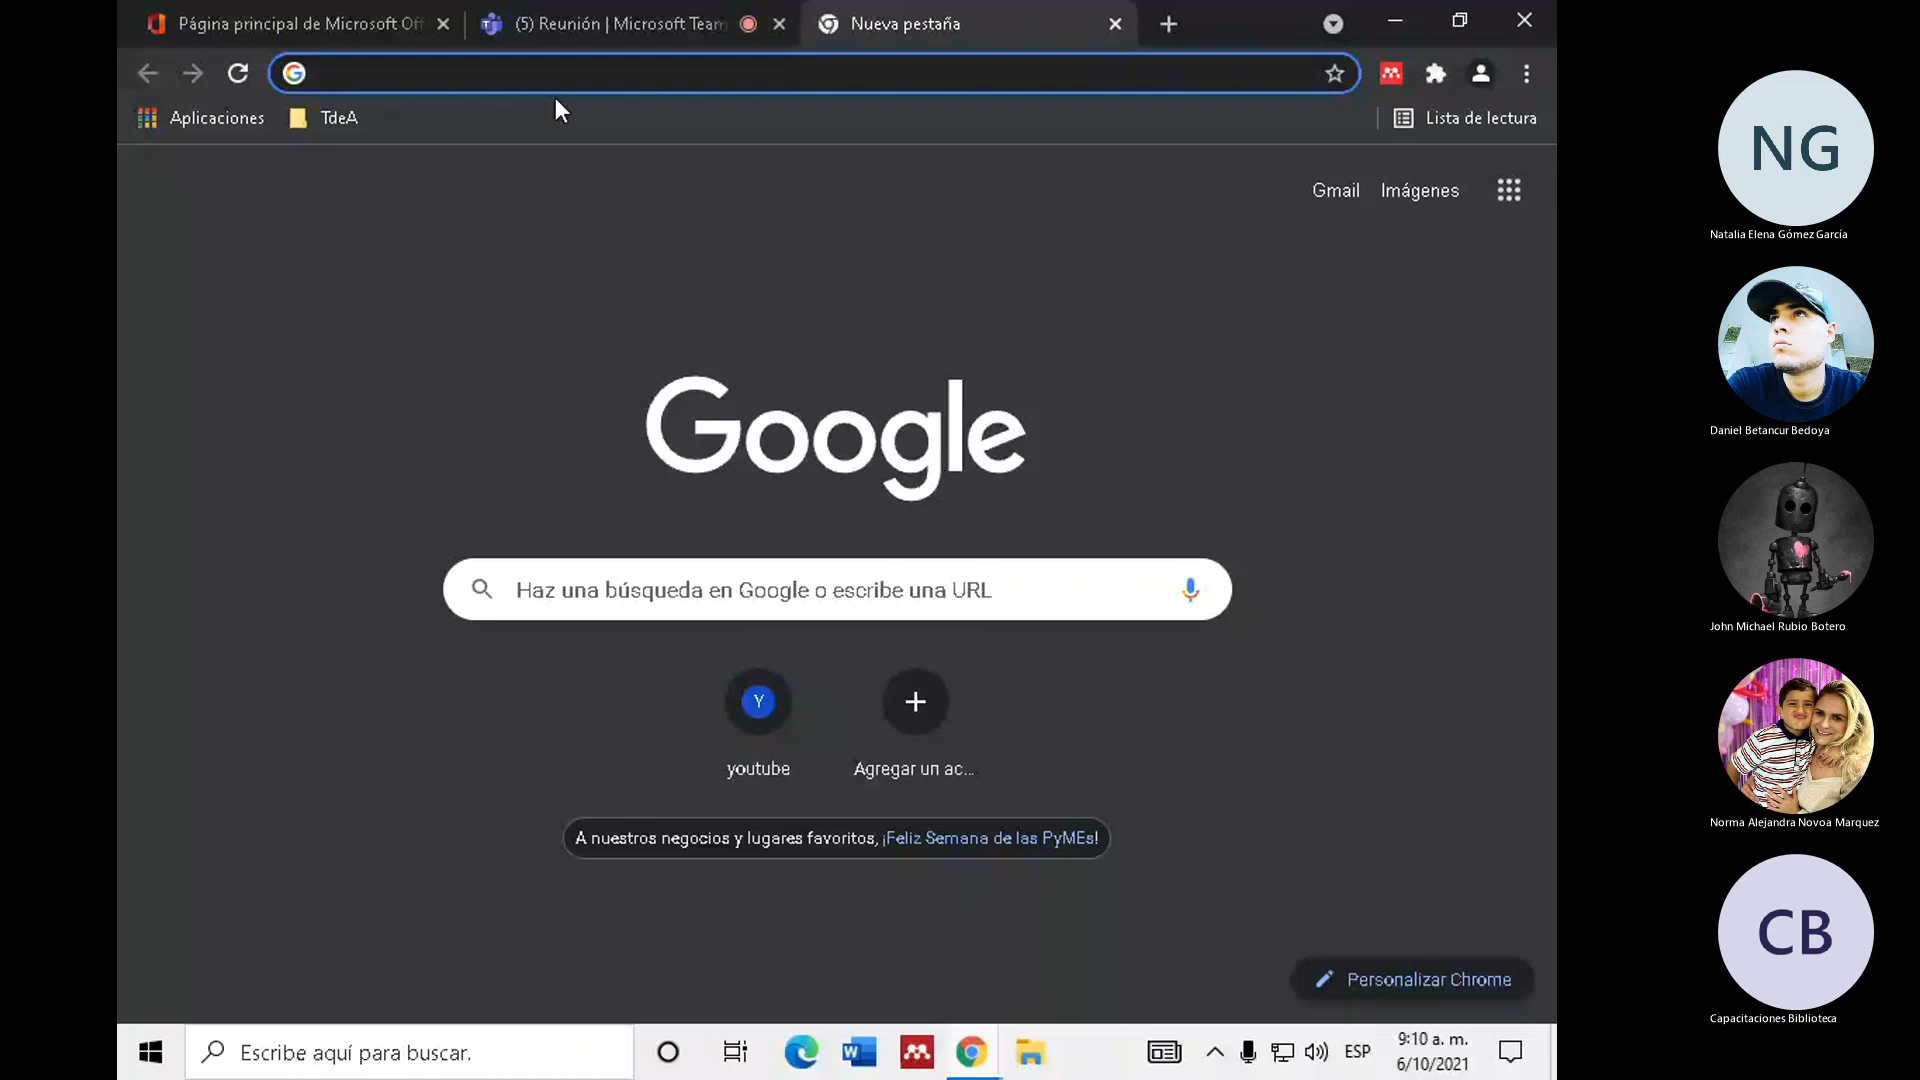 Página principal de Microsoft Off
(5) Reunión | Microsoft Team
Nueva pestaña
Aplicaciones
TdeA
Lista de lectura
Gmail
Imágenes
Google
Haz una búsqueda en Google o escribe una URL
Y
youtube
Agregar un ac...
A nuestros negocios y lugares favoritos, ¡Feliz Semana de las PyMEs!
Personalizar Chrome
Escribe aquí para buscar.
ESP
9:10 a. m.
6/10/2021
NG
Natalia Elena Gómez García
Daniel Betancur Bedoya
John Michael Rubio Botero
Norma Alejandra Novoa Marquez
CB
Capacitaciones Biblioteca